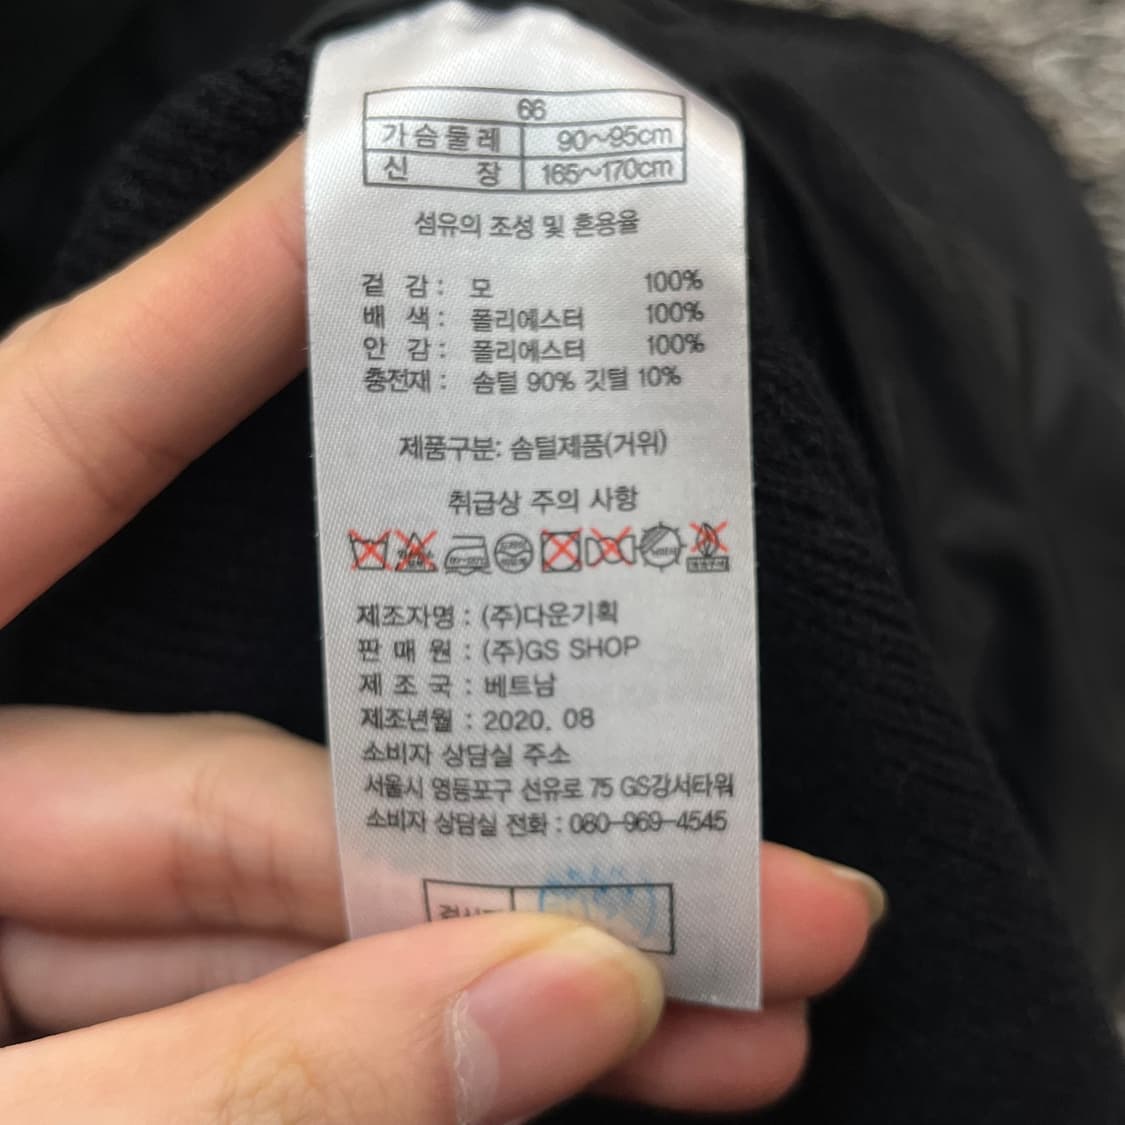 66
가슴둘레 90~95cm
신 장 165~170cm
섬유의 조성 및 혼용율
겉 감 : 모 100%
배 색 : 폴리에스터 100%
안 감 : 폴리에스터 100%
충전재 : 솜털 90% 깃털 10%
제품구분: 솜털제품(거위)
취급상 주의 사항
제조자명 : (주)다운기획
판 매 원 : (주)GS SHOP
제 조 국 : 베트남
제조년월 : 2020. 08
소비자 상담실 주소
서울시 영등포구 선유로 75 GS강서타워
소비자 상담실 전화 : 080-969-4545